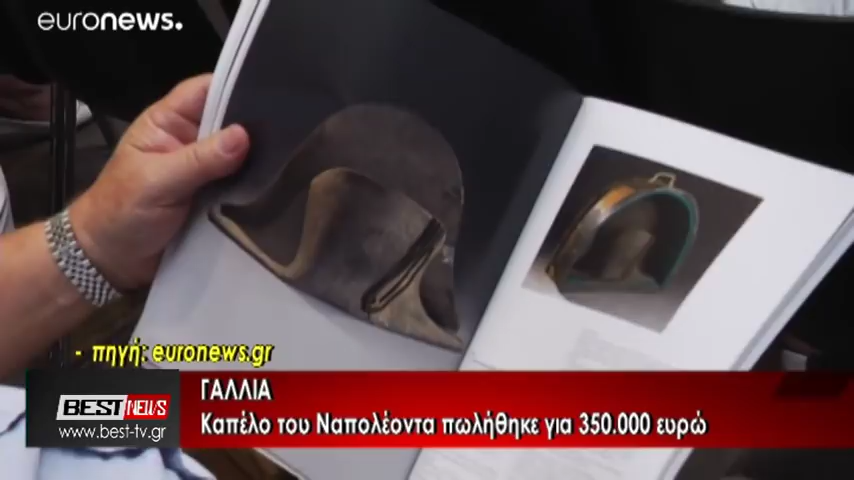 euronews.
- πηγή: euronews.gr
ΓΑΛΛΙΑ
BEST NEWS
Καπέλο του Ναπολέοντα πωλήθηκε για 350.000 ευρώ
www.best-tv.gr